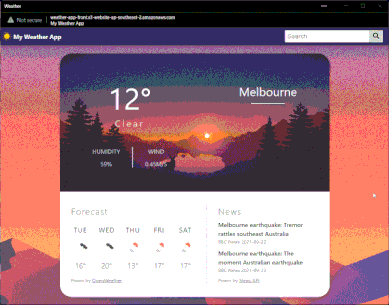 Weather
Not secure
weather-app-front.s3-website-ap-southeast-2.amazonaws.com
My Weather App
My Weather App
Search
12°
Clear
Melbourne
HUMIDITY
WIND
59%
0.45M/S
Forecast
TUE WED THU FRI SAT
16° 20° 13° 17° 17°
Power by OpenWeather
News
Melbourne earthquake: Tremor
rattles southeast Australia
BBC News 2021-09-22
Melbourne earthquake: The
moment Australian earthquake
BBC News
Power by News API